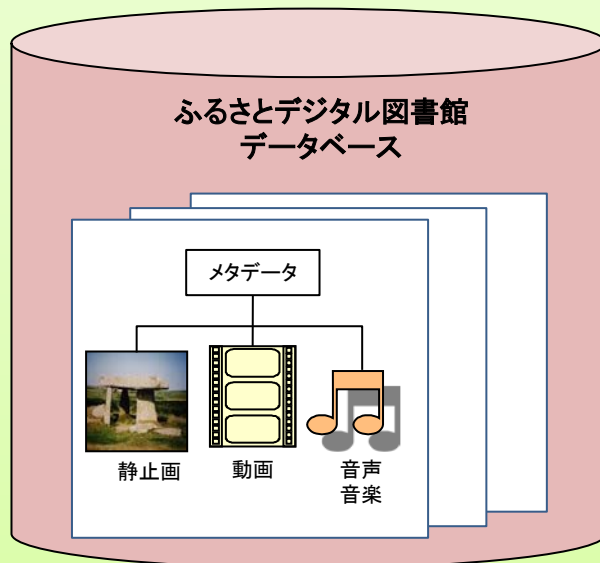 ふるさとデジタル図書館
データベース
メタデータ
静止画
動画
音声
音楽